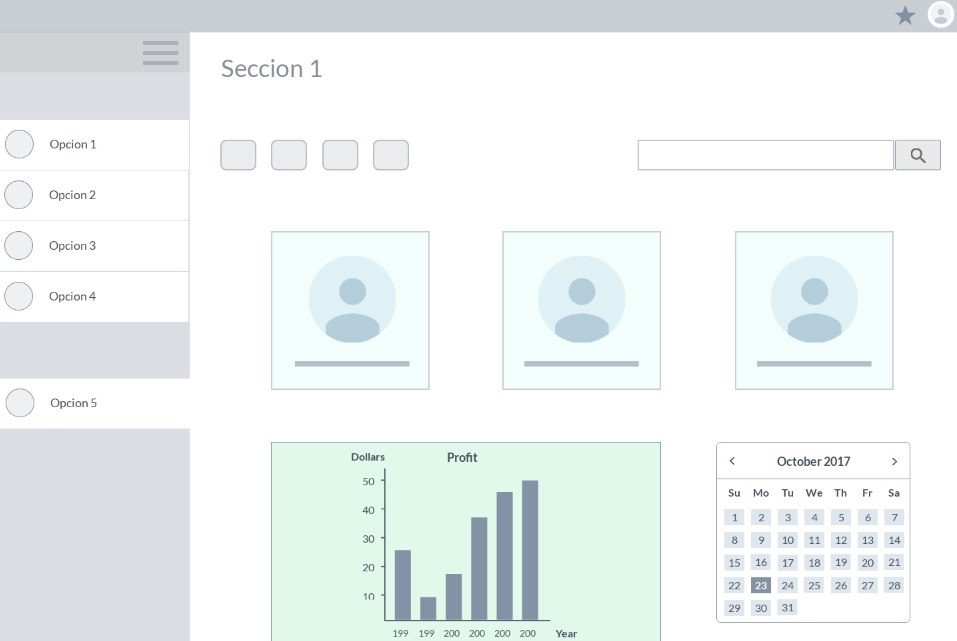 Seccion 1
Opcion 1
Opcion 2
Opcion 3
Opcion 4
Opcion 5
Dollars
Profit
50
40
30
20
10
199 199 200 200 200 200
Year
October 2017
Su Mo Tu We Th Fr Sa
1 2 3 4 5 6 7
8 9 10 11 12 13 14
15 16 17 18 19 20 21
22 23 24 25 26 27 28
29 30 31